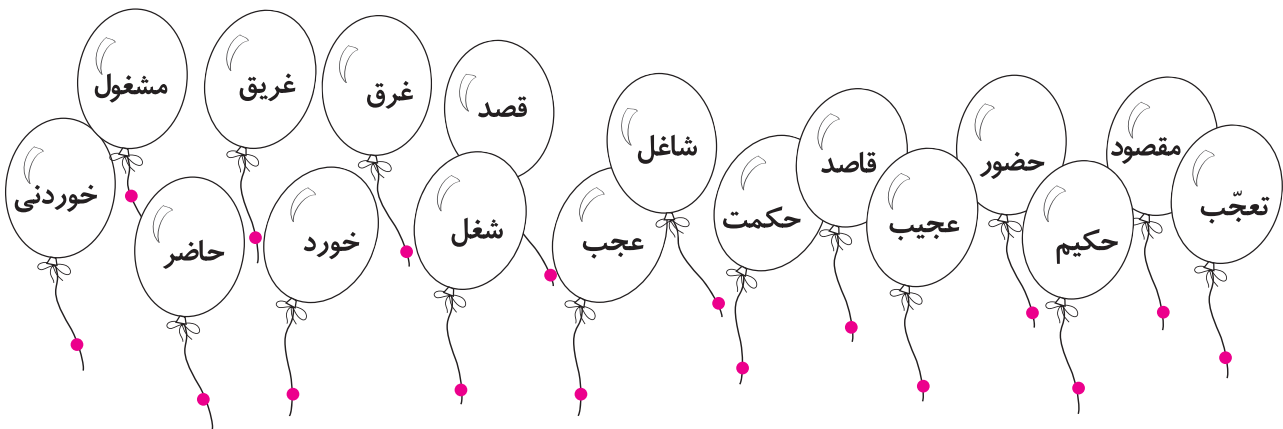 مقصود
تعجّب
حضور
حکیم
قاصد
عجیب
حکمت
شاغل
عجب
قصد
شغل
غرق
خورد
غریق
حاضر
مشغول
خوردنی